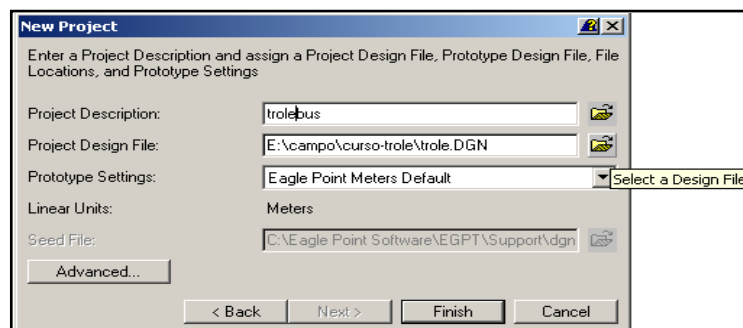 New Project
Enter a Project Description and assign a Project Design File, Prototype Design File, File
Locations, and Prototype Settings
Project Description: trolebus
Project Design File: E:\campo\curso-trole\trole.DGN
Prototype Settings: Eagle Point Meters Default
Select a Design File
Linear Units: Meters
Seed File: C:\Eagle Point Software\EGPT\Support\dgn
Advanced...
< Back Next > Finish Cancel